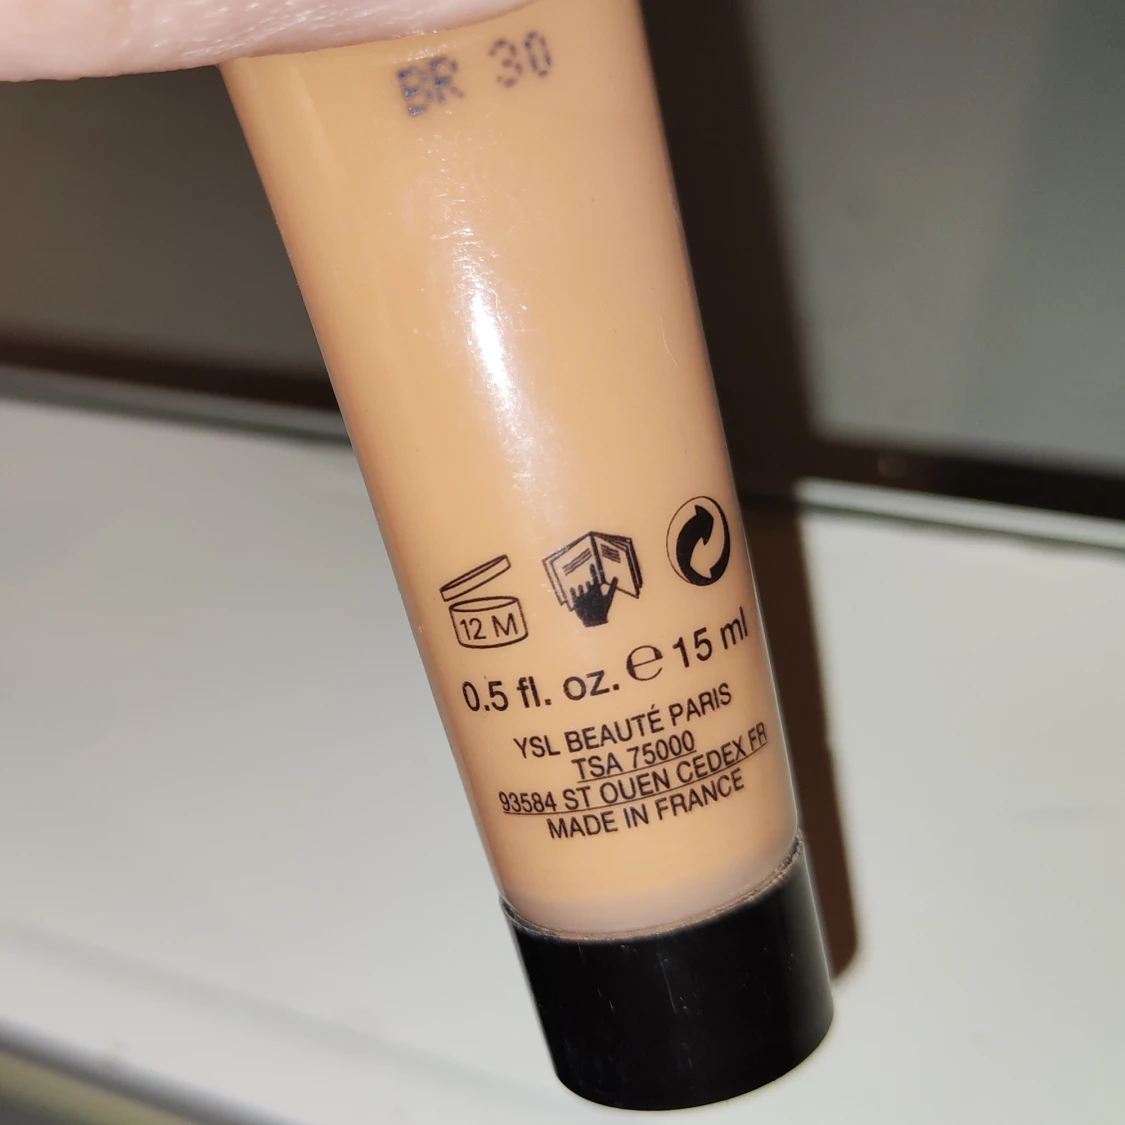 BR 30
12 M
0.5 fl. oz. ℮ 15 ml
YSL BEAUTÉ PARIS
TSA 75000
93584 ST OUEN CEDEX FR
MADE IN FRANCE